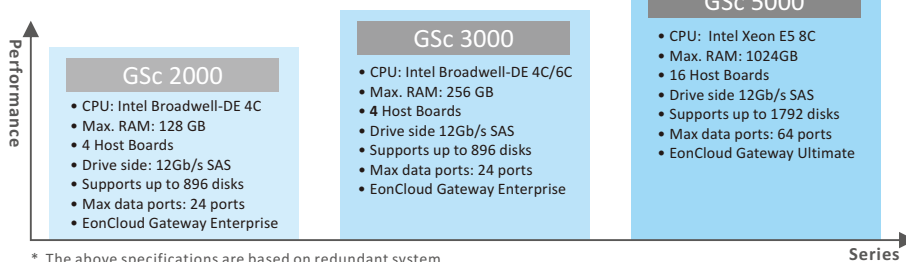 Performance
GSc 2000
• CPU: Intel Broadwell-DE 4C
• Max. RAM: 128 GB
• 4 Host Boards
• Drive side: 12Gb/s SAS
• Supports up to 896 disks
• Max data ports: 24 ports
• EonCloud Gateway Enterprise
GSc 3000
• CPU: Intel Broadwell-DE 4C/6C
• Max. RAM: 256 GB
• 4 Host Boards
• Drive side 12Gb/s SAS
• Supports up to 896 disks
• Max data ports: 24 ports
• EonCloud Gateway Enterprise
GSc 5000
• CPU: Intel Xeon E5 8C
• Max. RAM: 1024GB
• 16 Host Boards
• Drive side 12Gb/s SAS
• Supports up to 1792 disks
• Max data ports: 64 ports
• EonCloud Gateway Ultimate
Series
* The above specifications are based on redundant system